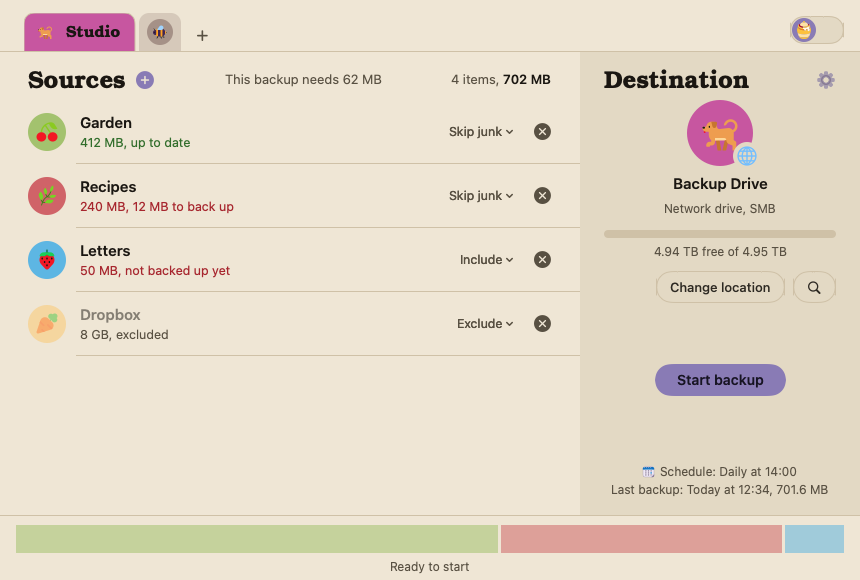 Studio
+
Sources
This backup needs 62 MB
4 items, 702 MB
Garden
412 MB, up to date
Skip junk
Recipes
240 MB, 12 MB to back up
Skip junk
Letters
50 MB, not backed up yet
Include
Dropbox
8 GB, excluded
Exclude
Destination
Backup Drive
Network drive, SMB
4.94 TB free of 4.95 TB
Change location
Start backup
Schedule: Daily at 14:00
Last backup: Today at 12:34, 701.6 MB
Ready to start